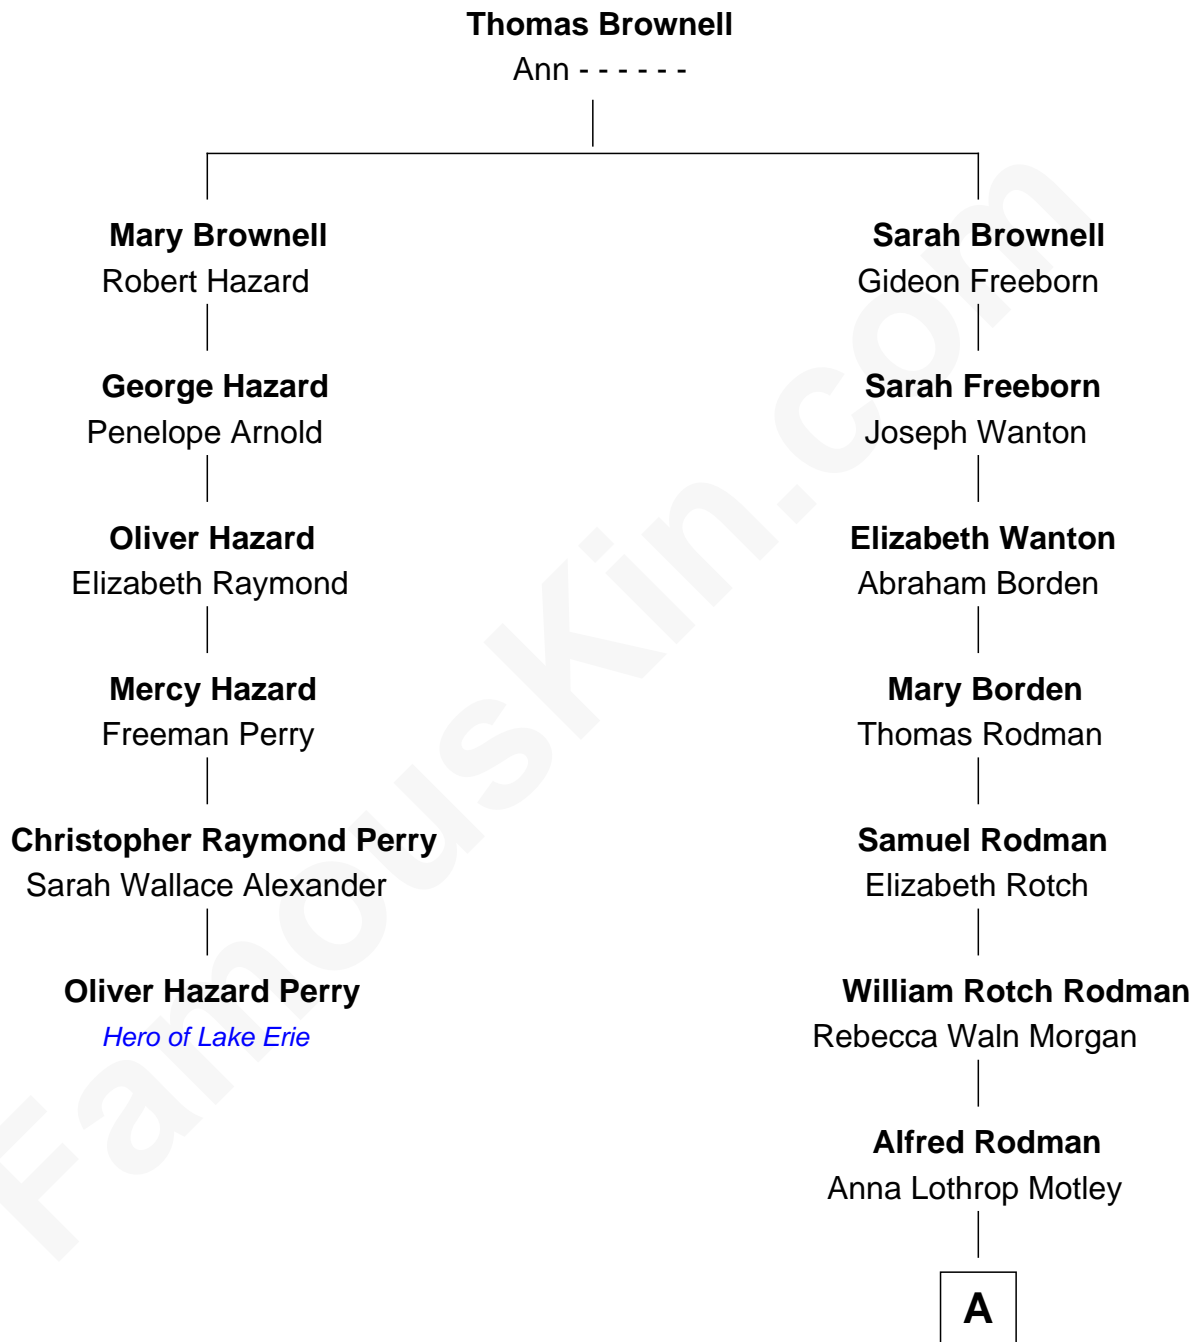 Thomas Brownell
Ann - - - - - -
Mary Brownell
Robert Hazard
George Hazard
Penelope Arnold
Oliver Hazard
Elizabeth Raymond
Mercy Hazard
Freeman Perry
Christopher Raymond Perry
Sarah Wallace Alexander
Oliver Hazard Perry
Hero of Lake Erie
Sarah Brownell
Gideon Freeborn
Sarah Freeborn
Joseph Wanton
Elizabeth Wanton
Abraham Borden
Mary Borden
Thomas Rodman
Samuel Rodman
Elizabeth Rotch
William Rotch Rodman
Rebecca Waln Morgan
Alfred Rodman
Anna Lothrop Motley
A
FamousKin.com